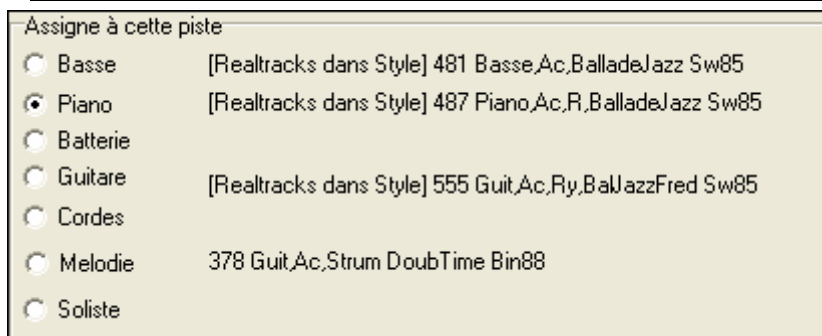 Assigne à cette piste
Basse [Realtracks dans Style] 481 Basse,Ac,BalladeJazz Sw85
Piano [Realtracks dans Style] 487 Piano,Ac,R,BalladeJazz Sw85
Batterie
Guitare [Realtracks dans Style] 555 Guit,Ac,Ry,BalJazzFred Sw85
Cordes
Melodie 378 Guit,Ac,Strum DoubTime Bin88
Soliste